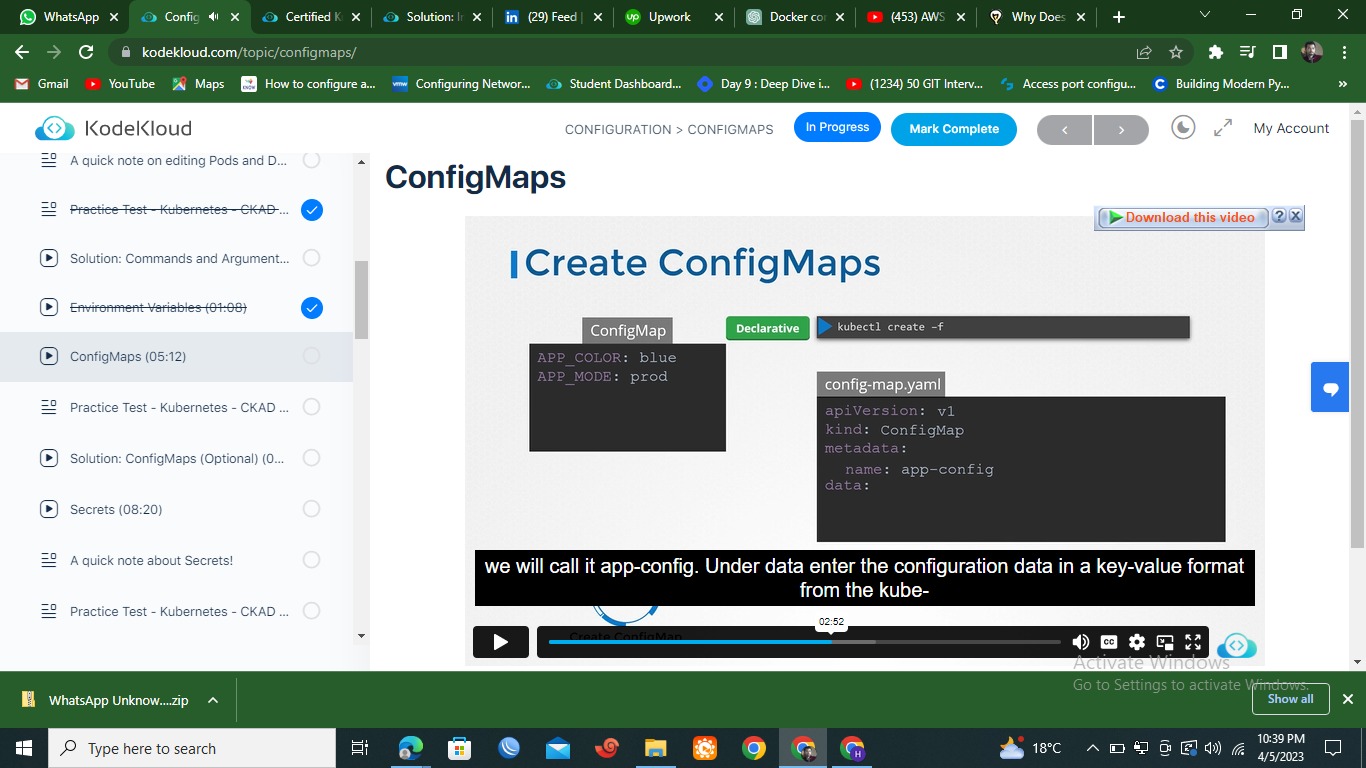 WhatsApp
Config
Certified K
Solution: I
(29) Feed |
Upwork
Docker cor
(453) AWS
Why Does
kodekloud.com/topic/configmaps/
Gmail
YouTube
Maps
How to configure a...
Configuring Networ...
Student Dashboard...
Day 9 : Deep Dive i...
(1234) 50 GIT Interv...
Access port configu...
Building Modern Py...
»
KodeKloud
CONFIGURATION > CONFIGMAPS
In Progress
Mark Complete
<
>
My Account
A quick note on editing Pods and D...
Practice Test - Kubernetes - CKAD ...
Solution: Commands and Argument...
Environment Variables (01:08)
ConfigMaps (05:12)
Practice Test - Kubernetes - CKAD ...
Solution: ConfigMaps (Optional) (0...
Secrets (08:20)
A quick note about Secrets!
Practice Test - Kubernetes - CKAD ...
ConfigMaps
Download this video
?
X
Create ConfigMaps
ConfigMap
APP_COLOR: blue
APP_MODE: prod
Declarative
kubectl create –f
config-map.yaml
apiVersion: v1
kind: ConfigMap
metadata:
name: app-config
data:
we will call it app-config. Under data enter the configuration data in a key-value format
from the kube-
02:52
Create ConfigMap
CC
Activate Windows
Go to Settings to activate Windows.
WhatsApp Unknow....zip
Show all
Type here to search
18°C
10:39 PM
4/5/2023